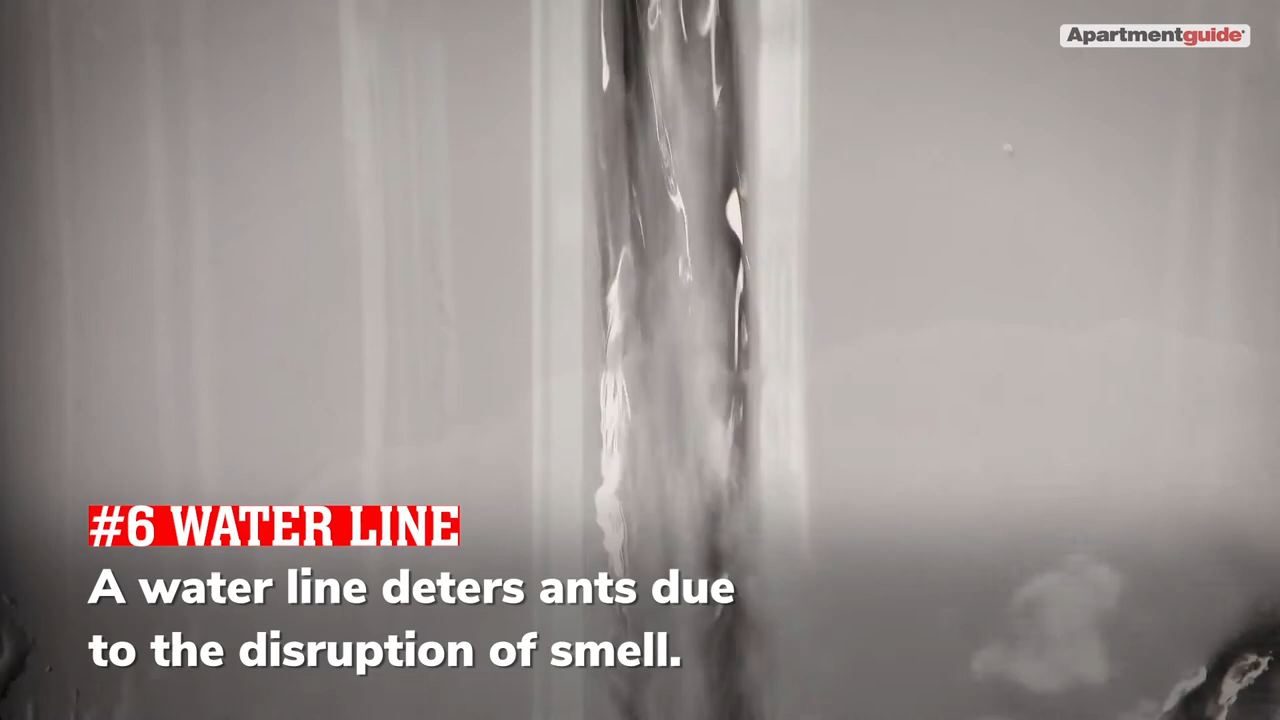 Apartmentguide
#6 WATER LINE
A water line deters ants due
to the disruption of smell.